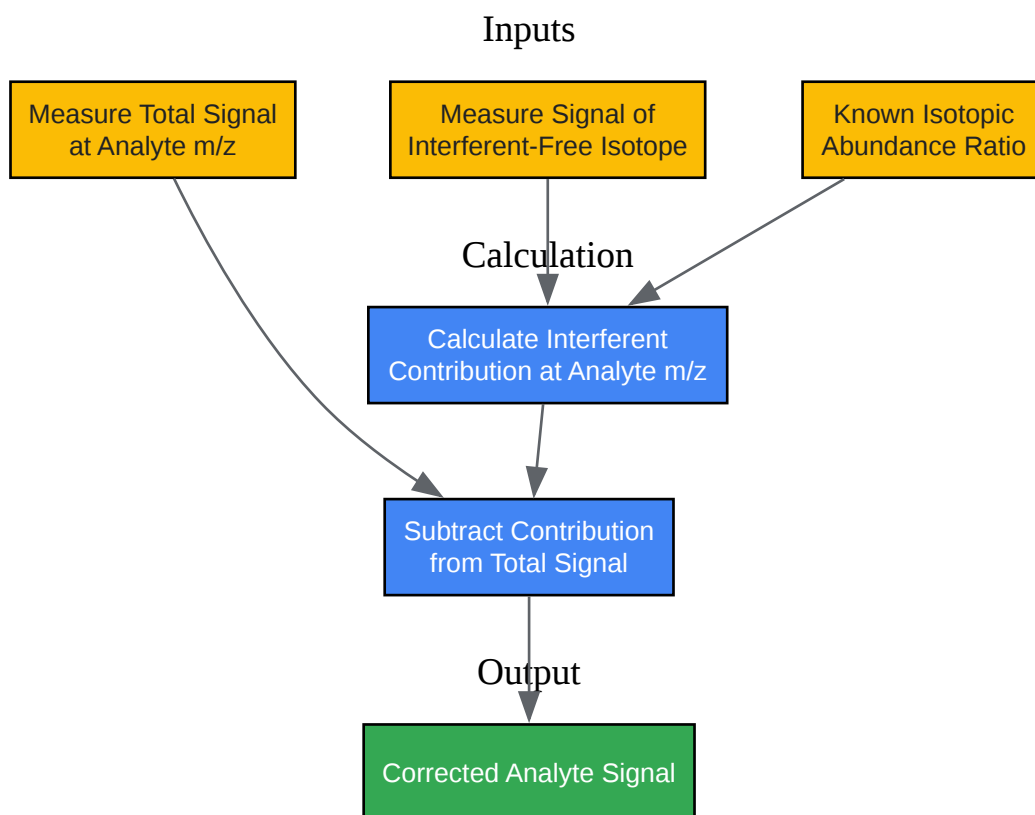 Inputs
Measure Total Signal
at Analyte m/z
Measure Signal of
Interferent-Free Isotope
Known Isotopic
Abundance Ratio
Calculation
Calculate Interferent
Contribution at Analyte m/z
Subtract Contribution
from Total Signal
Output
Corrected Analyte Signal